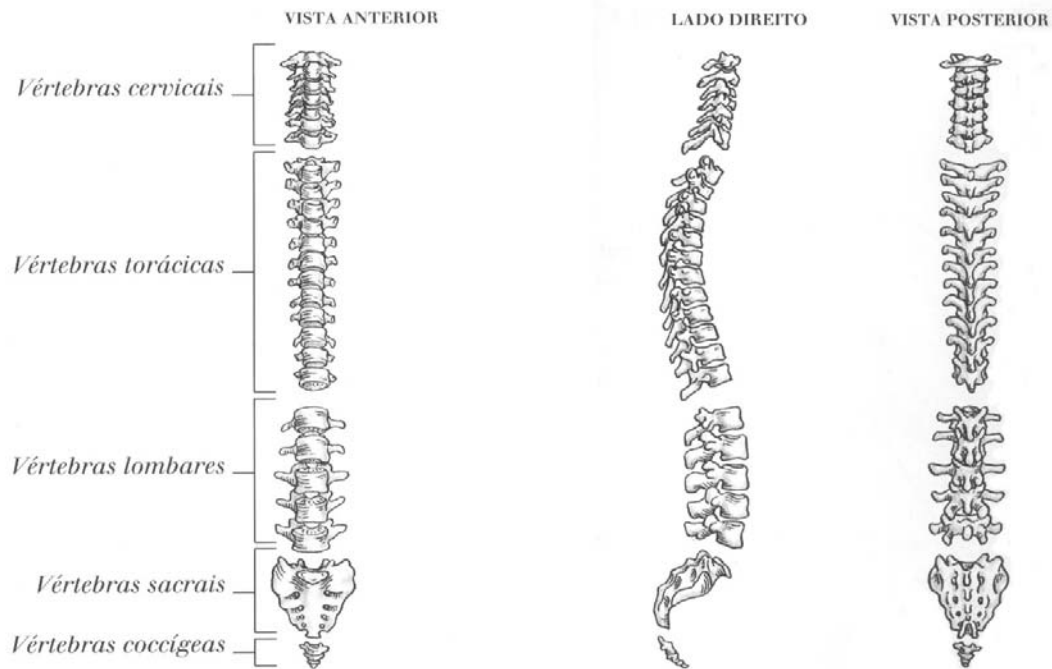 VISTA ANTERIOR
LADO DIREITO
VISTA POSTERIOR
Vértebras cervicais
Vértebras torácicas
Vértebras lombares
Vértebras sacrais
Vértebras coccígeas